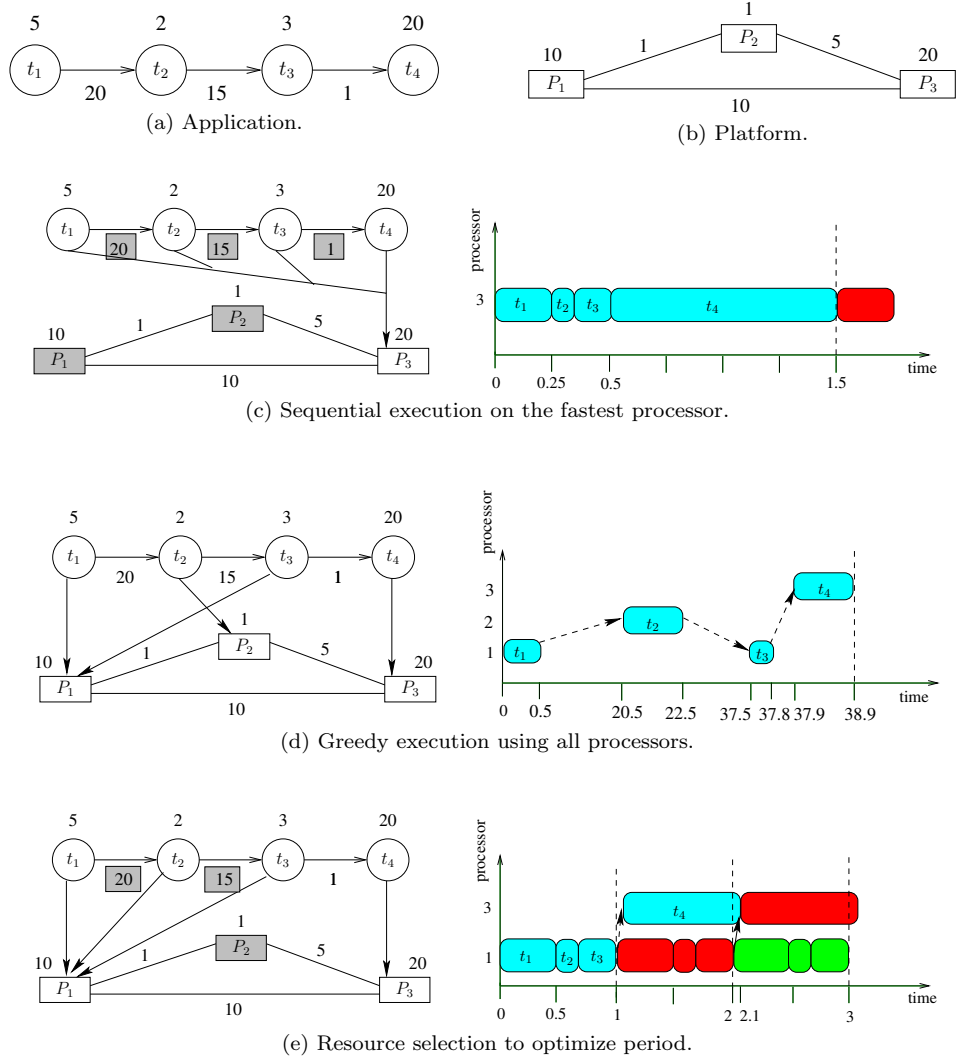 5 2 3 20
t1 t2 t3 t4
20 15 1
(a) Application.
1
P2
10 1 5 20
P1 P3
10
(b) Platform.
5 2 3 20
t1 t2 t3 t4
20 15 1
1
P2
10 1 5 20
P1 P3
10
processor
3
t1 t2 t3 t4
0 0.25 0.5 1.5
time
(c) Sequential execution on the fastest processor.
5 2 3 20
t1 t2 t3 t4
20 15 1
1
P2
10 1 5 20
P1 P3
10
processor
3
2
1
t1 t2 t3 t4
0 0.5 20.5 22.5 37.5 37.8 37.9 38.9
time
(d) Greedy execution using all processors.
5 2 3 20
t1 t2 t3 t4
20 15 1
1
P2
10 1 5 20
P1 P3
10
processor
3
t4
1
t1 t2 t3
0 0.5 1 2 2.1 3
time
(e) Resource selection to optimize period.